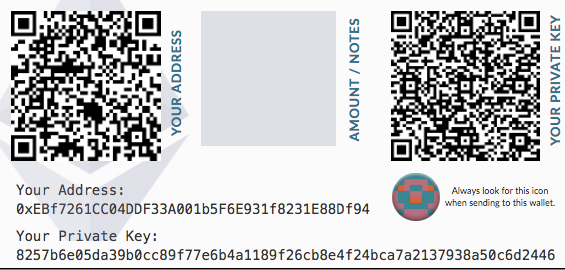 YOUR ADDRESS
AMOUNT / NOTES
YOUR PRIVATE KEY
Always look for this icon
when sending to this wallet.
Your Address:
0xEBf7261CC04DDF33A001b5F6E931f8231E88Df94
Your Private Key:
8257b6e05da39b0cc89f77e6b4a1189f26cb8e4f24bca7a2137938a50c6d2446